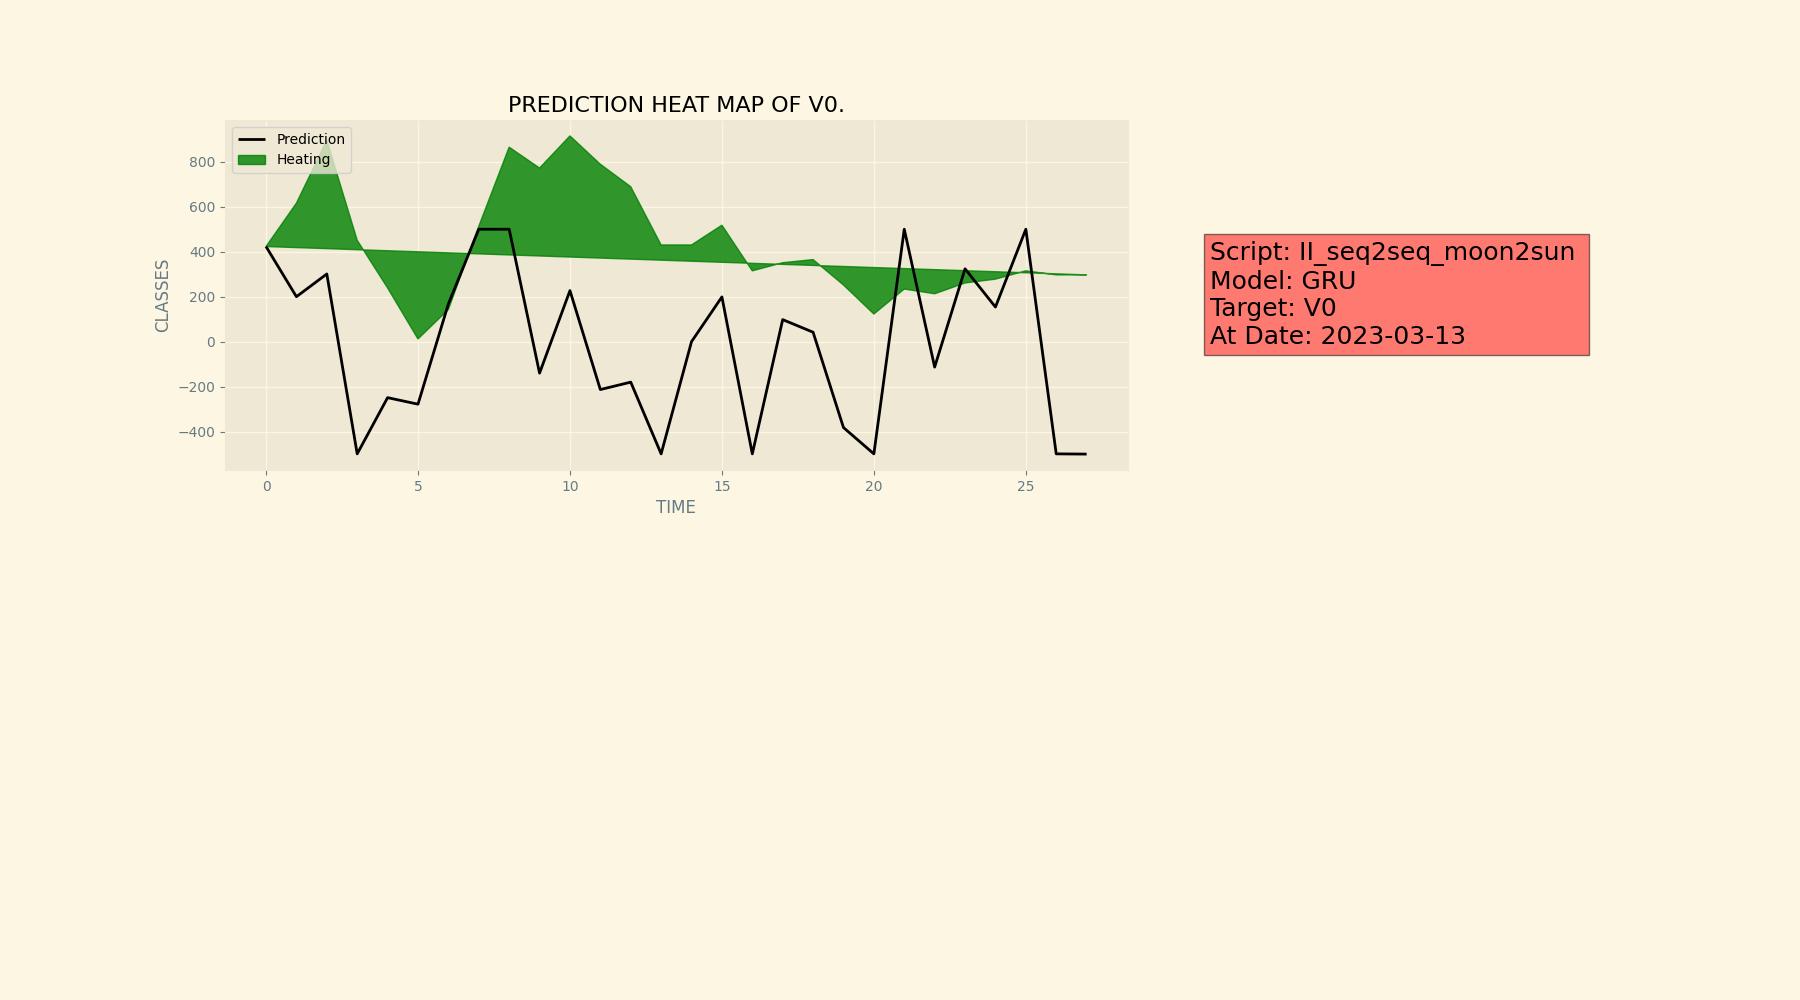 PREDICTION HEAT MAP OF V0.
Prediction
Heating
800
600
400
200
0
−200
−400
CLASSES
0 5 10 15 20 25
TIME
Script: II_seq2seq_moon2sun
Model: GRU
Target: V0
At Date: 2023-03-13